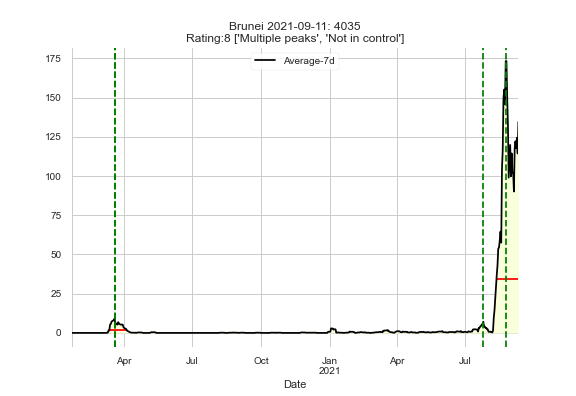 Brunei 2021-09-11: 4035
Rating:8 ['Multiple peaks', 'Not in control']
Average-7d
175
150
125
100
75
50
25
0
Apr
Jul
Oct
Jan
2021
Apr
Jul
Date